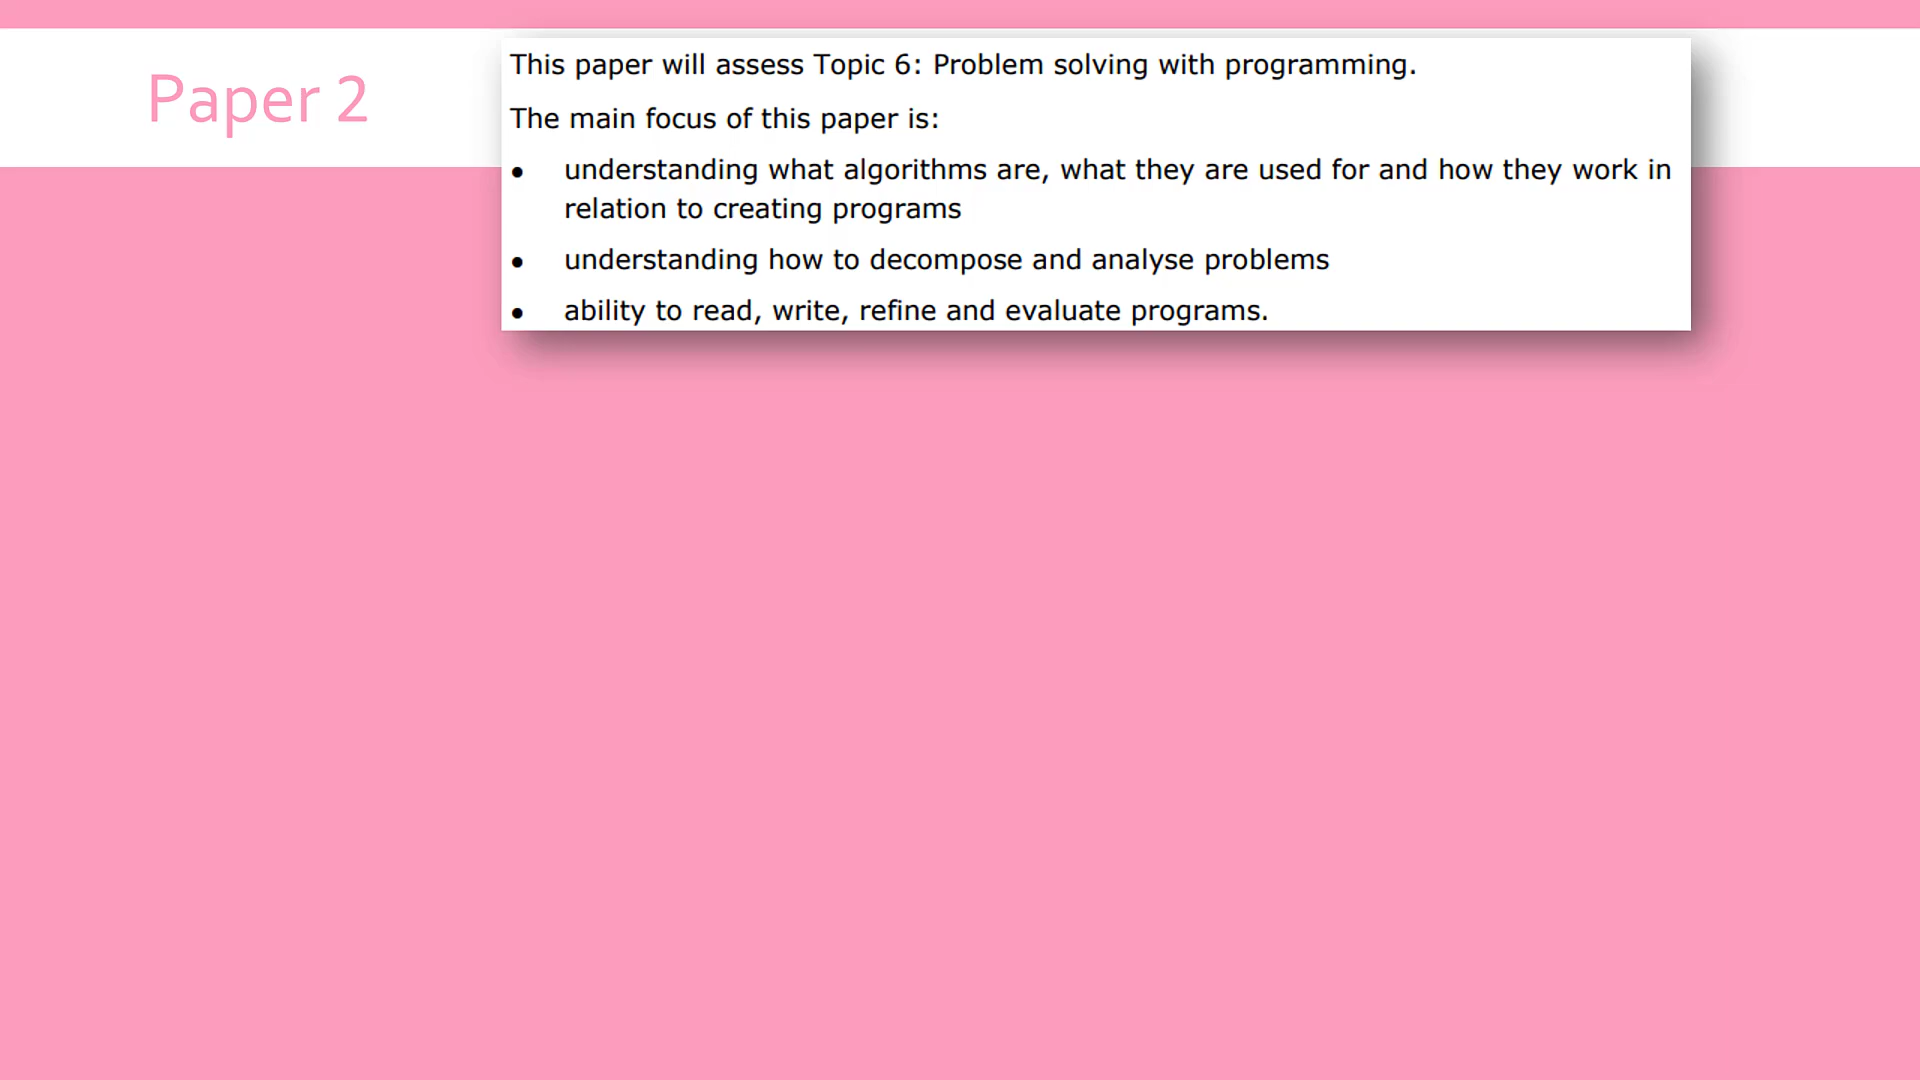 Paper 2
This paper will assess Topic 6: Problem solving with programming.
The main focus of this paper is:
• understanding what algorithms are, what they are used for and how they work in
relation to creating programs
• understanding how to decompose and analyse problems
• ability to read, write, refine and evaluate programs.